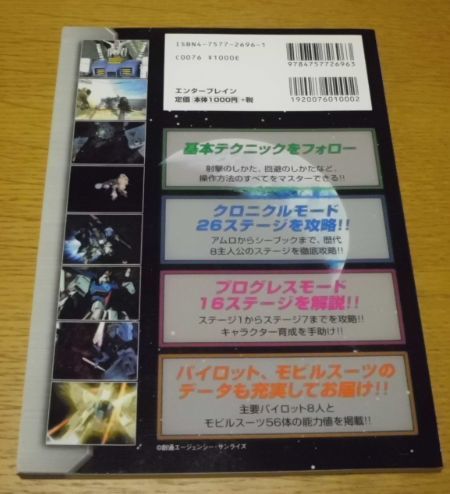 ISBN4-7577-2696-1
C0076 ¥1000E
エンターブレイン
定価:本体1000円+税
9784757726963
1920076010002
基本テクニックをフォロー
射撃のしかた、回避のしかたなど、
操作方法のすべてをマスターできる!!
クロニクルモード
26ステージを攻略!!
アムロからシーブックまで、歴代
8主人公のステージを徹底攻略!!
プログレスモード
16ステージを解説!!
ステージ1からステージ7までを攻略!!
キャラクター育成を手助け!!
パイロット、モビルスーツの
データも充実してお届け!!
主要パイロット8人と
モビルスーツ56体の能力値を掲載!!
©創通エージェンシー・サンライズ